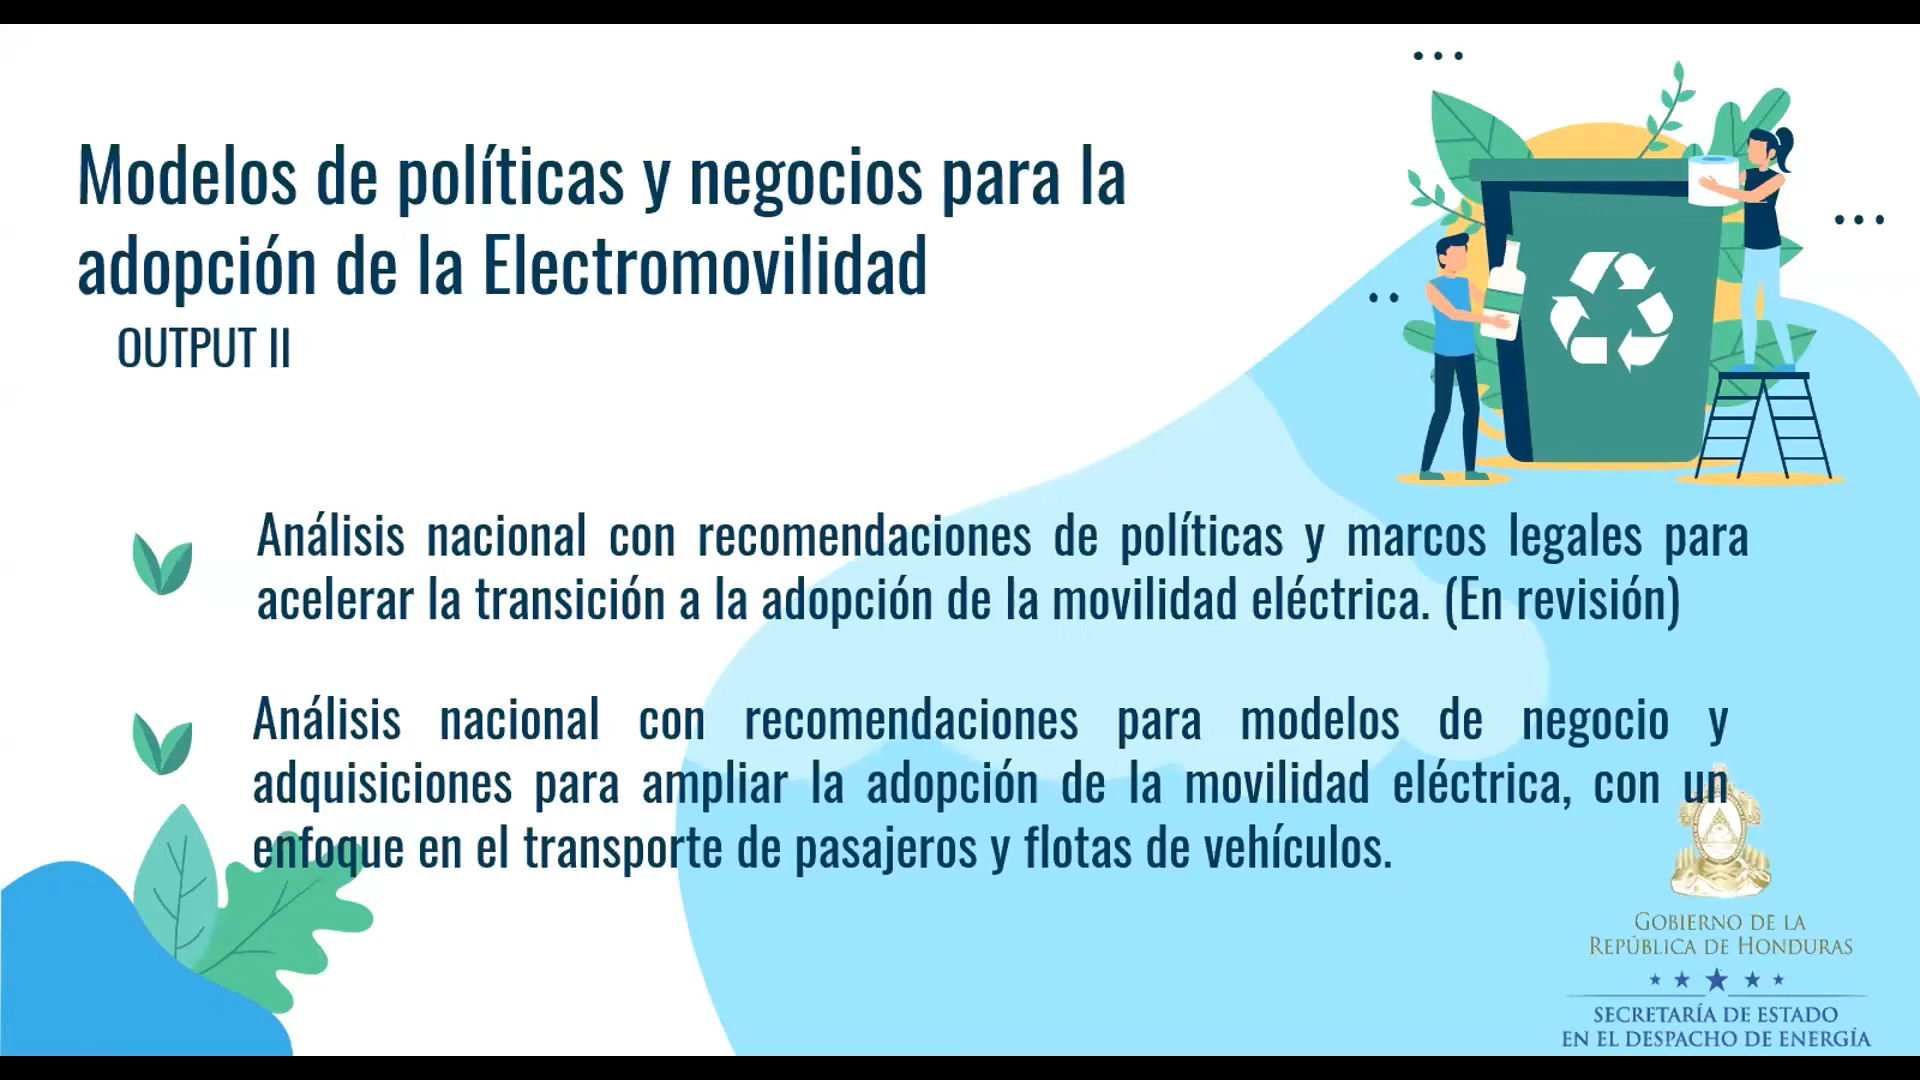 Modelos de políticas y negocios para la
adopción de la Electromovilidad
OUTPUT II
Análisis nacional con recomendaciones de políticas y marcos legales para
acelerar la transición a la adopción de la movilidad eléctrica. (En revisión)
Análisis nacional con recomendaciones para modelos de negocio y
adquisiciones para ampliar la adopción de la movilidad eléctrica, con un
enfoque en el transporte de pasajeros y flotas de vehículos.
GOBIERNO DE LA
REPÚBLICA DE HONDURAS
SECRETARÍA DE ESTADO
EN EL DESPACHO DE ENERGÍA